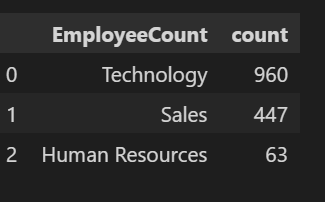 EmployeeCount count
0 Technology 960
1 Sales 447
2 Human Resources 63